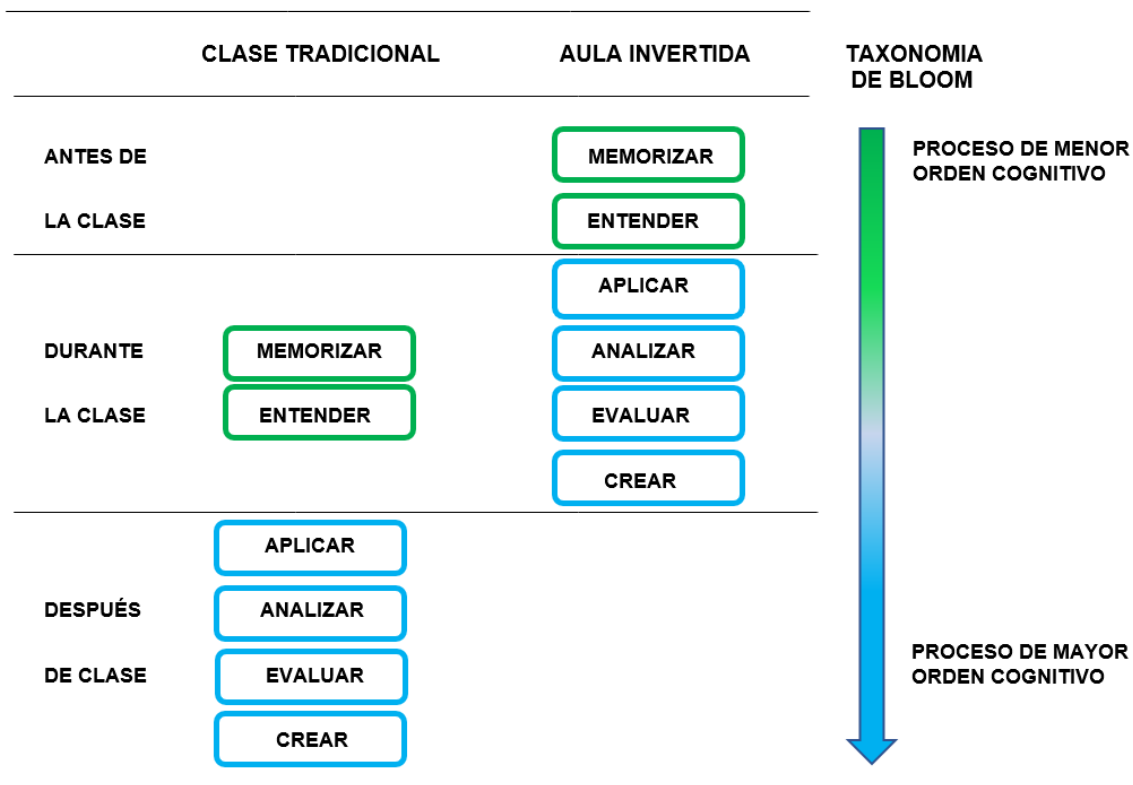 CLASE TRADICIONAL AULA INVERTIDA TAXONOMIA
DE BLOOM
ANTES DE MEMORIZAR PROCESO DE MENOR
ORDEN COGNITIVO
LA CLASE ENTENDER
APLICAR
DURANTE MEMORIZAR ANALIZAR
LA CLASE ENTENDER EVALUAR
CREAR
APLICAR
DESPUÉS ANALIZAR
DE CLASE EVALUAR PROCESO DE MAYOR
ORDEN COGNITIVO
CREAR